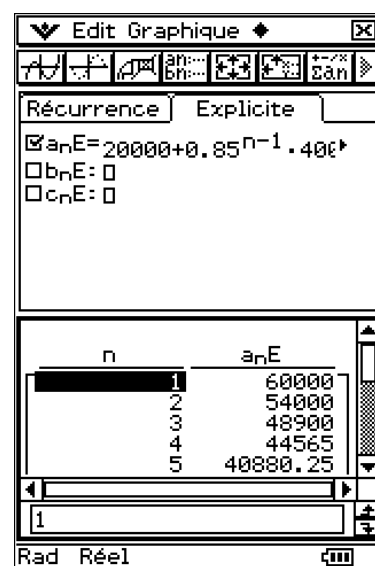 Edit Graphique
Récurrence Explicite
anE=20000+0.85^n-1·400
bnE:
cnE:
n anE
1 60000
2 54000
3 48900
4 44565
5 40880.25
1
Rad Réel